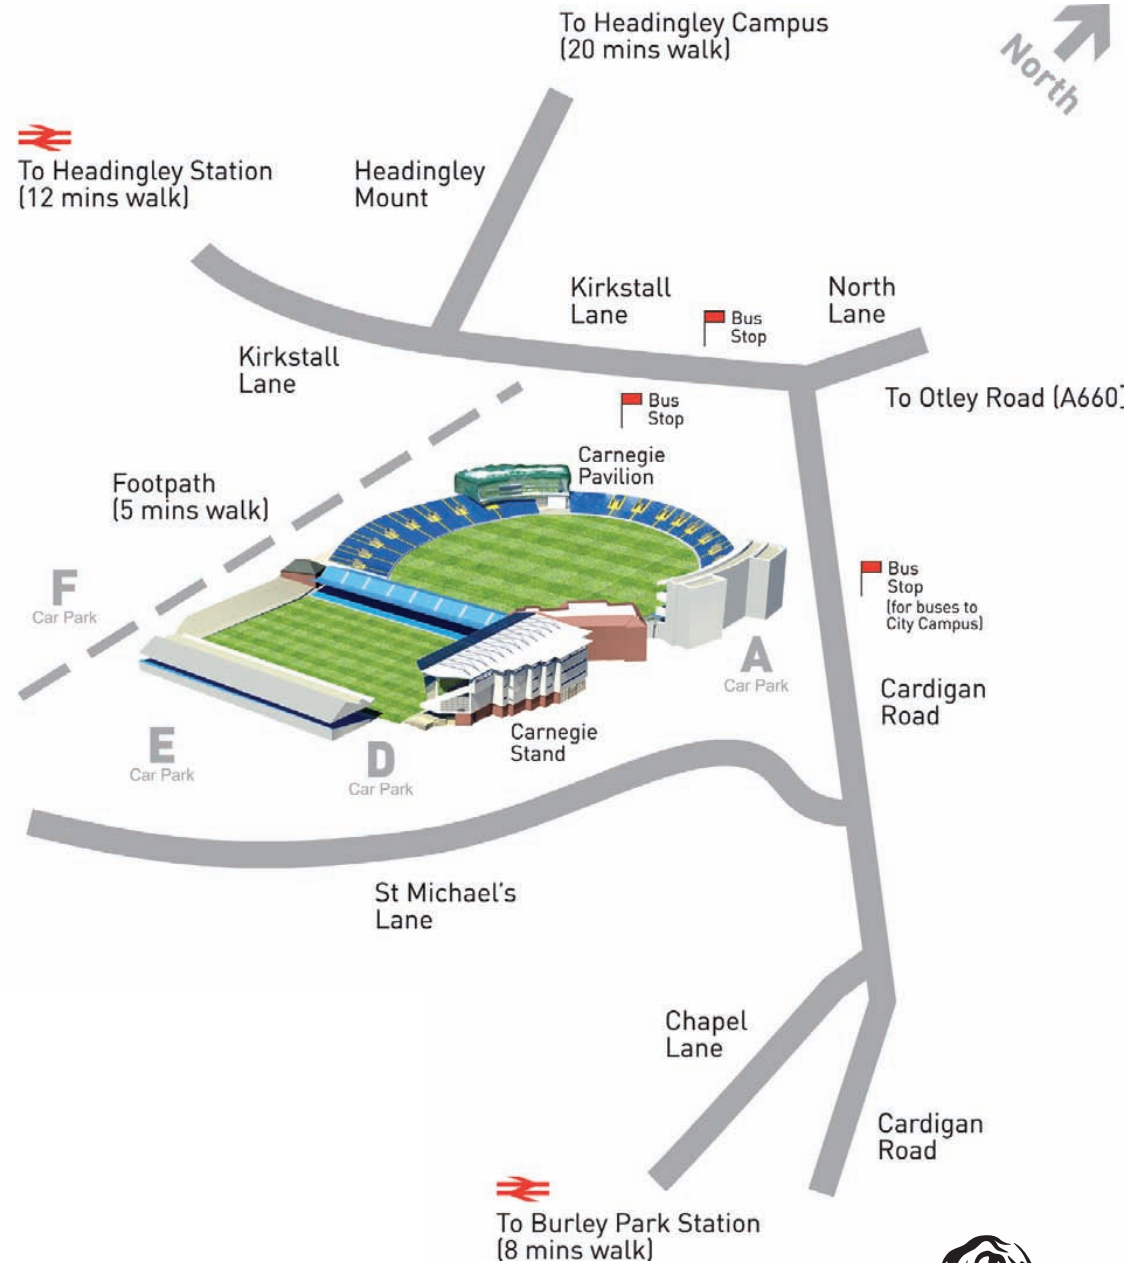 To Headingley Campus
(20 mins walk)
North
To Headingley Station
(12 mins walk)
Headingley
Mount
Kirkstall
Lane
Bus
Stop
North
Lane
Kirkstall
Lane
To Otley Road (A660)
Bus
Stop
Carnegie
Pavilion
Footpath
(5 mins walk)
F
Car Park
Bus
Stop
(for buses to
City Campus)
A
Car Park
Cardigan
Road
E
Car Park
D
Car Park
Carnegie
Stand
St Michael's
Lane
Chapel
Lane
Cardigan
Road
To Burley Park Station
(8 mins walk)